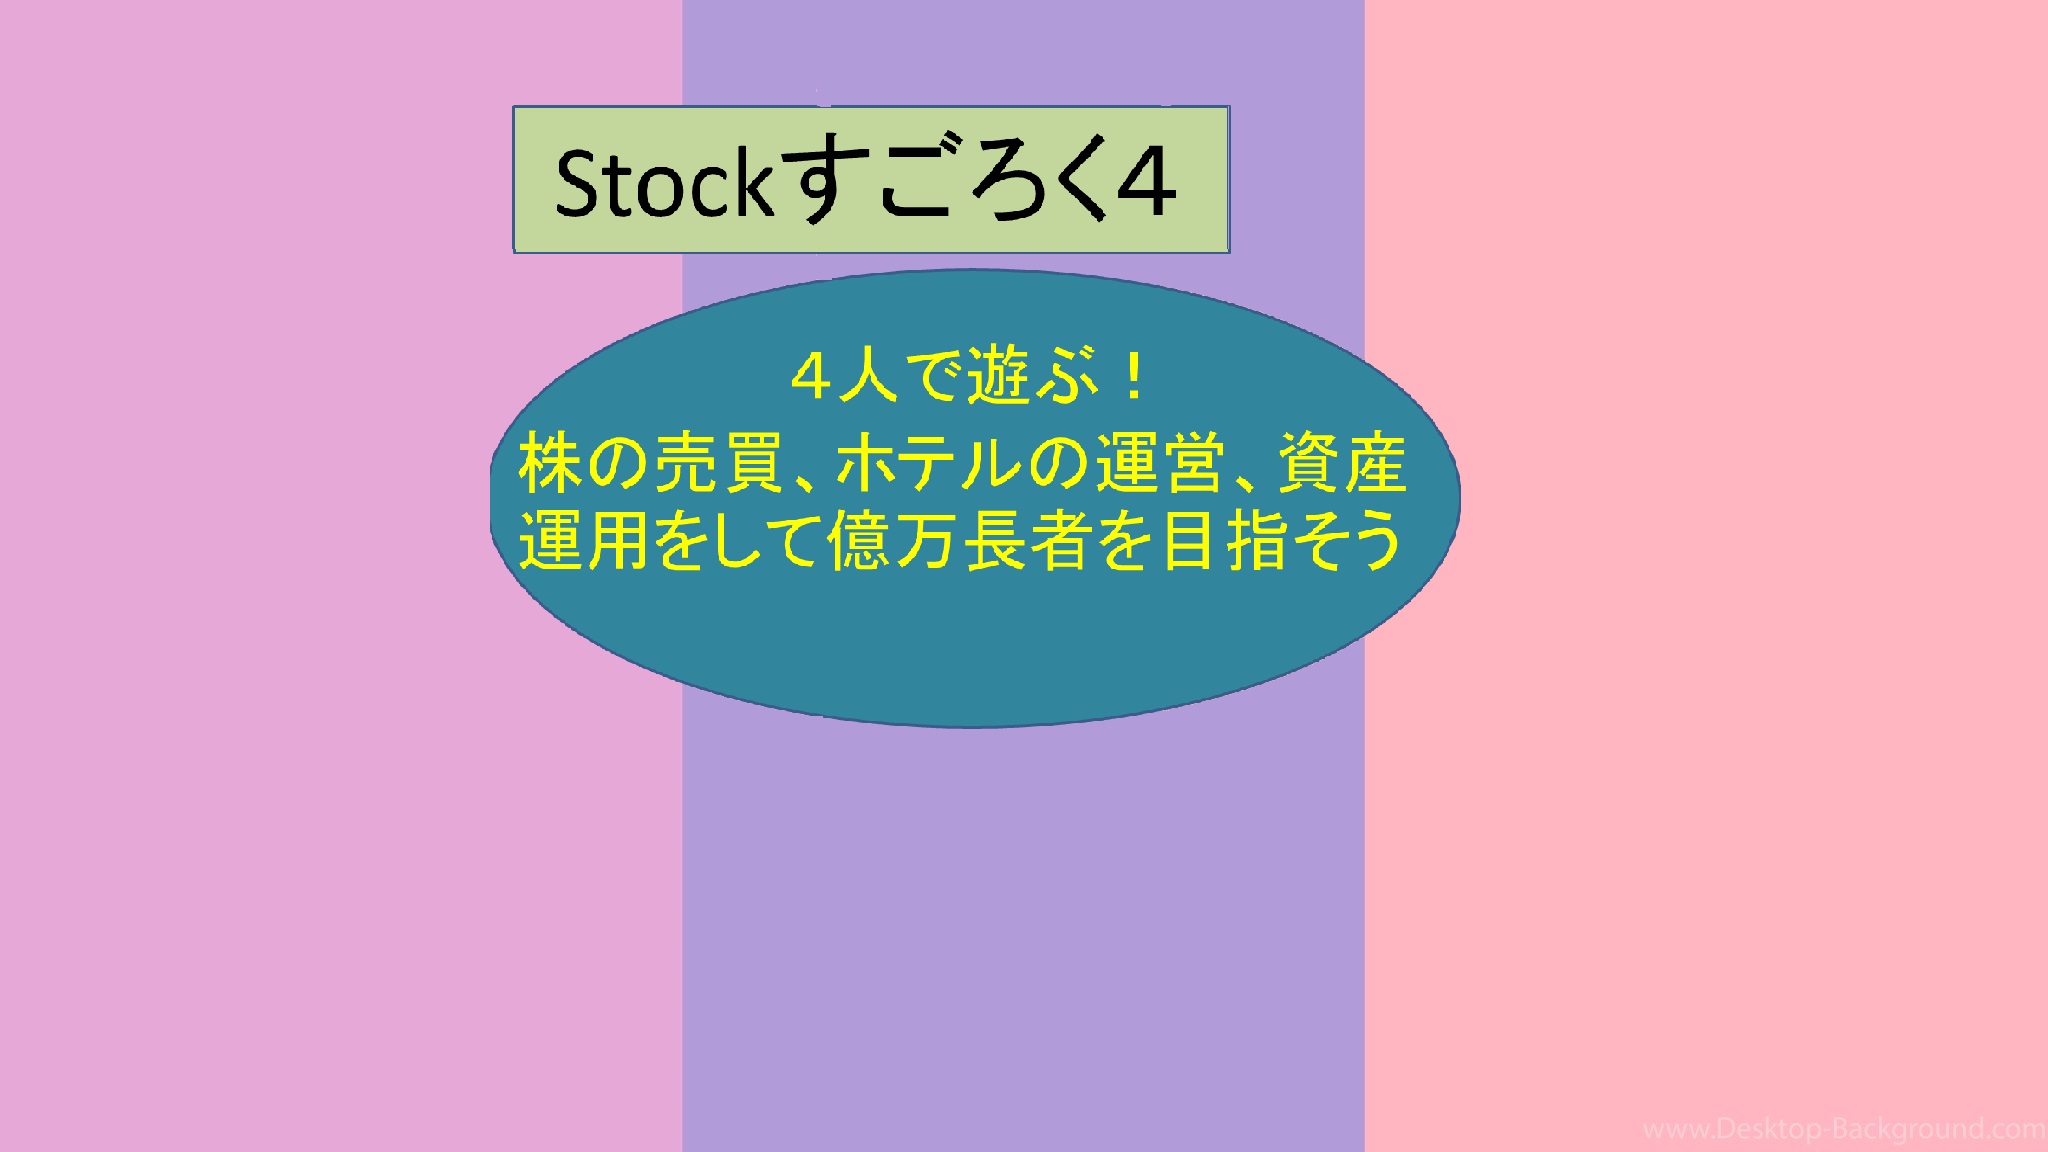 Stockすごろく４
４人で遊ぶ！
株の売買、ホテルの運営、資産
運用をして億万長者を目指そう
www.Desktop-Background.com